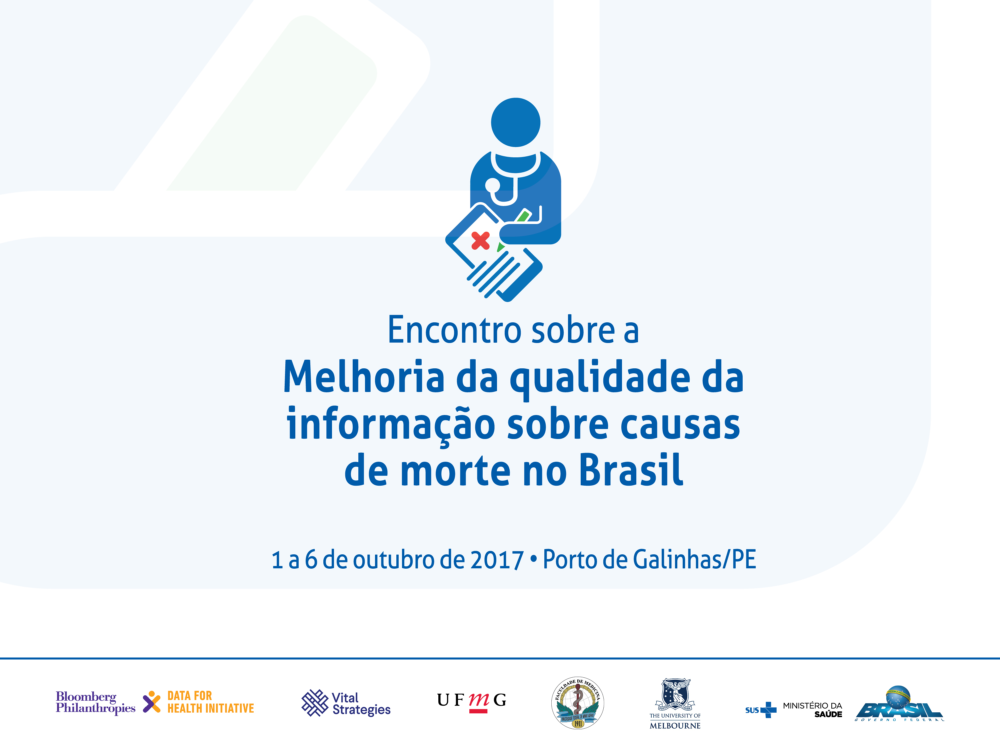 Encontro sobre a
Melhoria da qualidade da
informação sobre causas
de morte no Brasil
1 a 6 de outubro de 2017 • Porto de Galinhas/PE
Bloomberg
Philanthropies
DATA FOR
HEALTH INITIATIVE
Vital
Strategies
UFmG
FACULDADE DE MEDICINA
UNIVERSIDADE FEDERAL DE MINAS GERAIS
1911
POSTERA CRESCAM LAUDE
THE UNIVERSITY OF
MELBOURNE
SUS
MINISTÉRIO DA
SAÚDE
BRASIL
GOVERNO FEDERAL